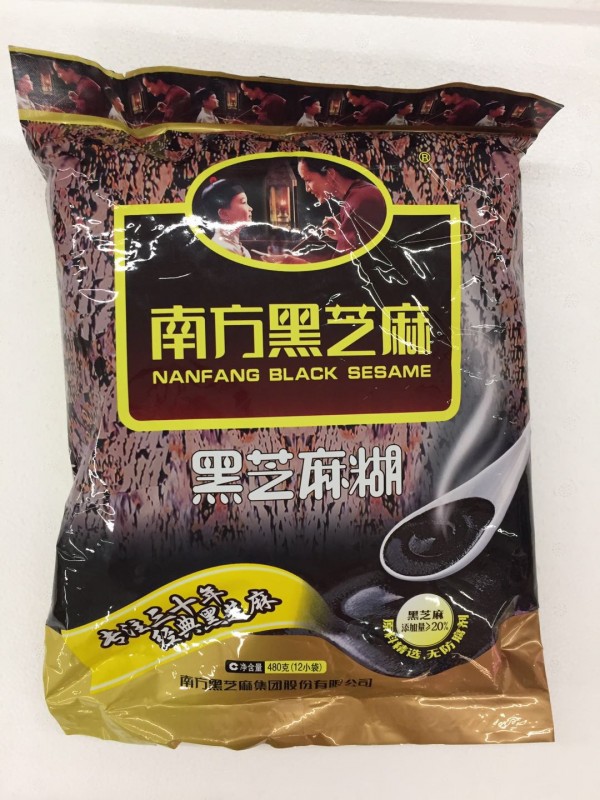 ®
南方黑芝麻
NANFANG BLACK SESAME
黑芝麻糊
专注三十年
经典黑芝麻
黑芝麻
添加量≥20%
原料精选,无防腐剂
C 净含量 480克(12小袋)
南方黑芝麻集团股份有限公司